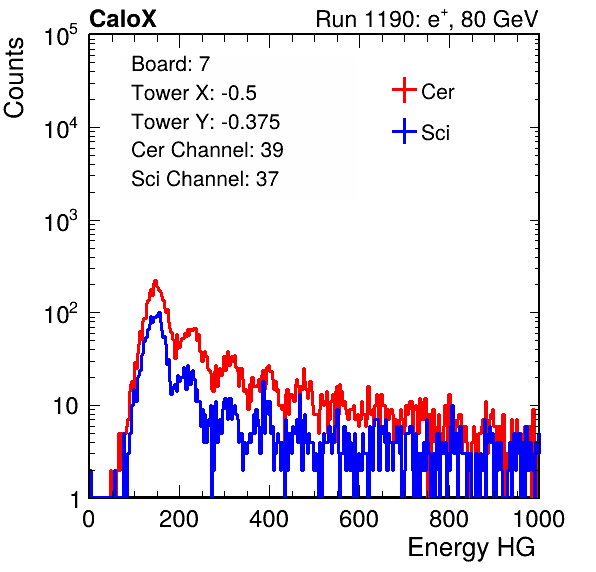 CaloX Run 1190: e⁺, 80 GeV
Counts
10⁵
10⁴
10³
10²
10
1
Board: 7
Tower X: -0.5
Tower Y: -0.375
Cer Channel: 39
Sci Channel: 37
Cer
Sci
0 200 400 600 800 1000
Energy HG